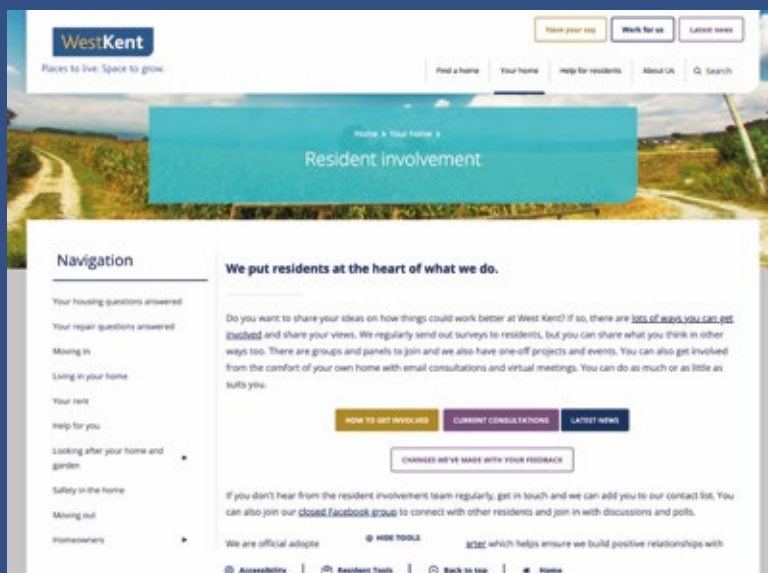 Have your say
Work for us
Latest news
WestKent
Places to live. Space to grow.
Find a home
Your home
Help for residents
About Us
Search
Home > Your home >
Resident involvement
Navigation
Your housing questions answered
Your repair questions answered
Moving in
Living in your home
Your rent
Help for you
Looking after your home and
garden
Safety in the home
Moving out
Homeowners
We put residents at the heart of what we do.
Do you want to share your ideas on how things could work better at West Kent? If so, there are lots of ways you can get
involved and share your views. We regularly send out surveys to residents, but you can share what you think in other
ways too. There are groups and panels to join and we also have one-off projects and events. You can also get involved
from the comfort of your own home with email consultations and virtual meetings. You can do as much or as little as
suits you.
HOW TO GET INVOLVED
CURRENT CONSULTATIONS
LATEST NEWS
CHANGES WE'VE MADE WITH YOUR FEEDBACK
If you don't hear from the resident involvement team regularly, get in touch and we can add you to our contact list. You
can also join our closed Facebook group to connect with other residents and join in with discussions and polls.
We are official adopte
HIDE TOOLS
arter which helps ensure we build positive relationships with
Accessibility
Resident Tools
Back to top
Home